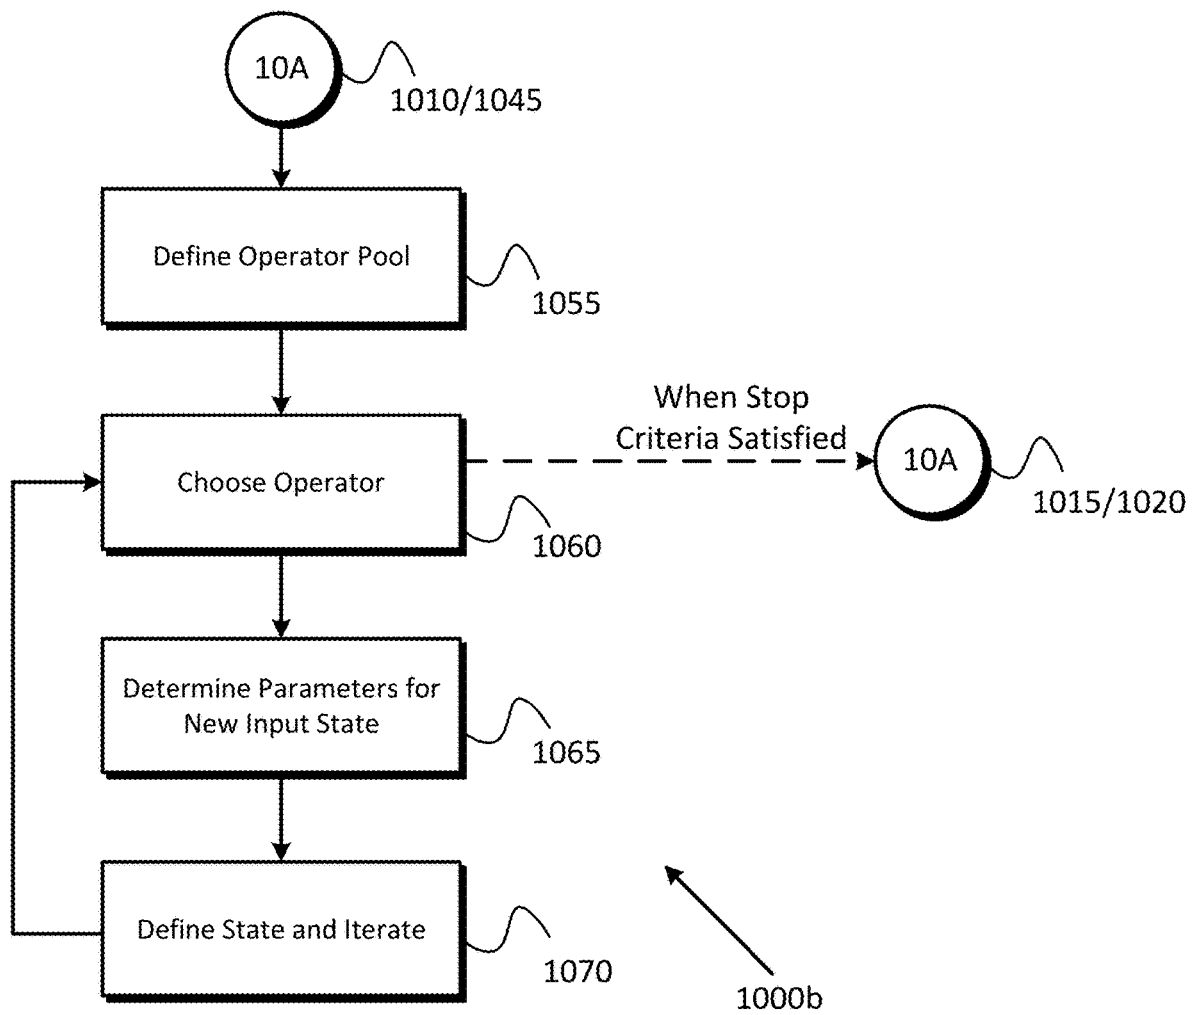 10A
1010/1045
Define Operator Pool
1055
When Stop
Criteria Satisfied
10A
1015/1020
Choose Operator
1060
Determine Parameters for
New Input State
1065
Define State and Iterate
1070
1000b